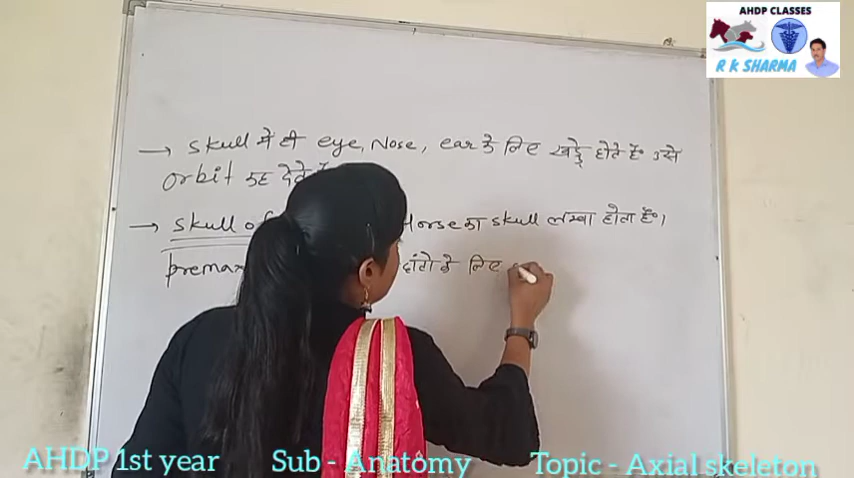 AHDP CLASSES
R K SHARMA
→ skull में ही eye, Nose, ear के लिए खड्डे होते हैं उसे
orbit कह देते
→ skull of Horse का skull लम्बा होता हैं।
दांतो के लिए
AHDP 1st year Sub - Anatomy Topic - Axial skeleton